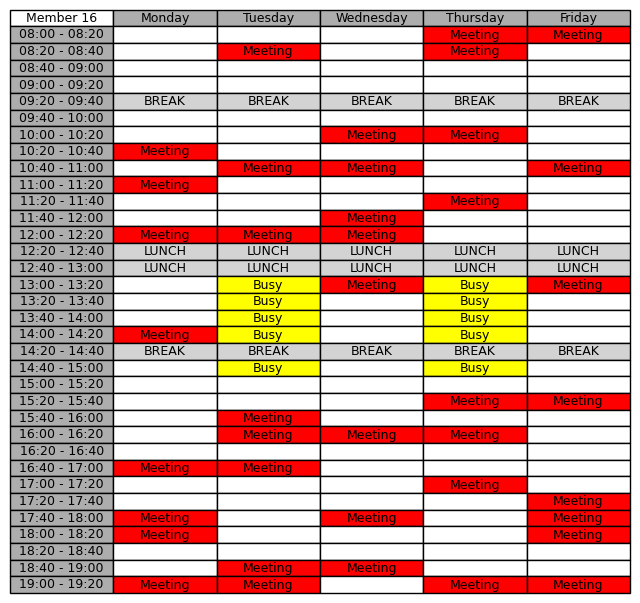 Member 16 Monday Tuesday Wednesday Thursday Friday
08:00 - 08:20 Meeting Meeting
08:20 - 08:40 Meeting Meeting
08:40 - 09:00
09:00 - 09:20
09:20 - 09:40 BREAK BREAK BREAK BREAK BREAK
09:40 - 10:00
10:00 - 10:20 Meeting Meeting
10:20 - 10:40 Meeting
10:40 - 11:00 Meeting Meeting Meeting
11:00 - 11:20 Meeting
11:20 - 11:40 Meeting
11:40 - 12:00 Meeting
12:00 - 12:20 Meeting Meeting Meeting
12:20 - 12:40 LUNCH LUNCH LUNCH LUNCH LUNCH
12:40 - 13:00 LUNCH LUNCH LUNCH LUNCH LUNCH
13:00 - 13:20 Busy Meeting Busy Meeting
13:20 - 13:40 Busy Busy
13:40 - 14:00 Busy Busy
14:00 - 14:20 Meeting Busy Busy
14:20 - 14:40 BREAK BREAK BREAK BREAK BREAK
14:40 - 15:00 Busy Busy
15:00 - 15:20
15:20 - 15:40 Meeting Meeting
15:40 - 16:00 Meeting
16:00 - 16:20 Meeting Meeting Meeting
16:20 - 16:40
16:40 - 17:00 Meeting Meeting
17:00 - 17:20 Meeting
17:20 - 17:40 Meeting
17:40 - 18:00 Meeting Meeting Meeting
18:00 - 18:20 Meeting Meeting
18:20 - 18:40
18:40 - 19:00 Meeting Meeting
19:00 - 19:20 Meeting Meeting Meeting Meeting